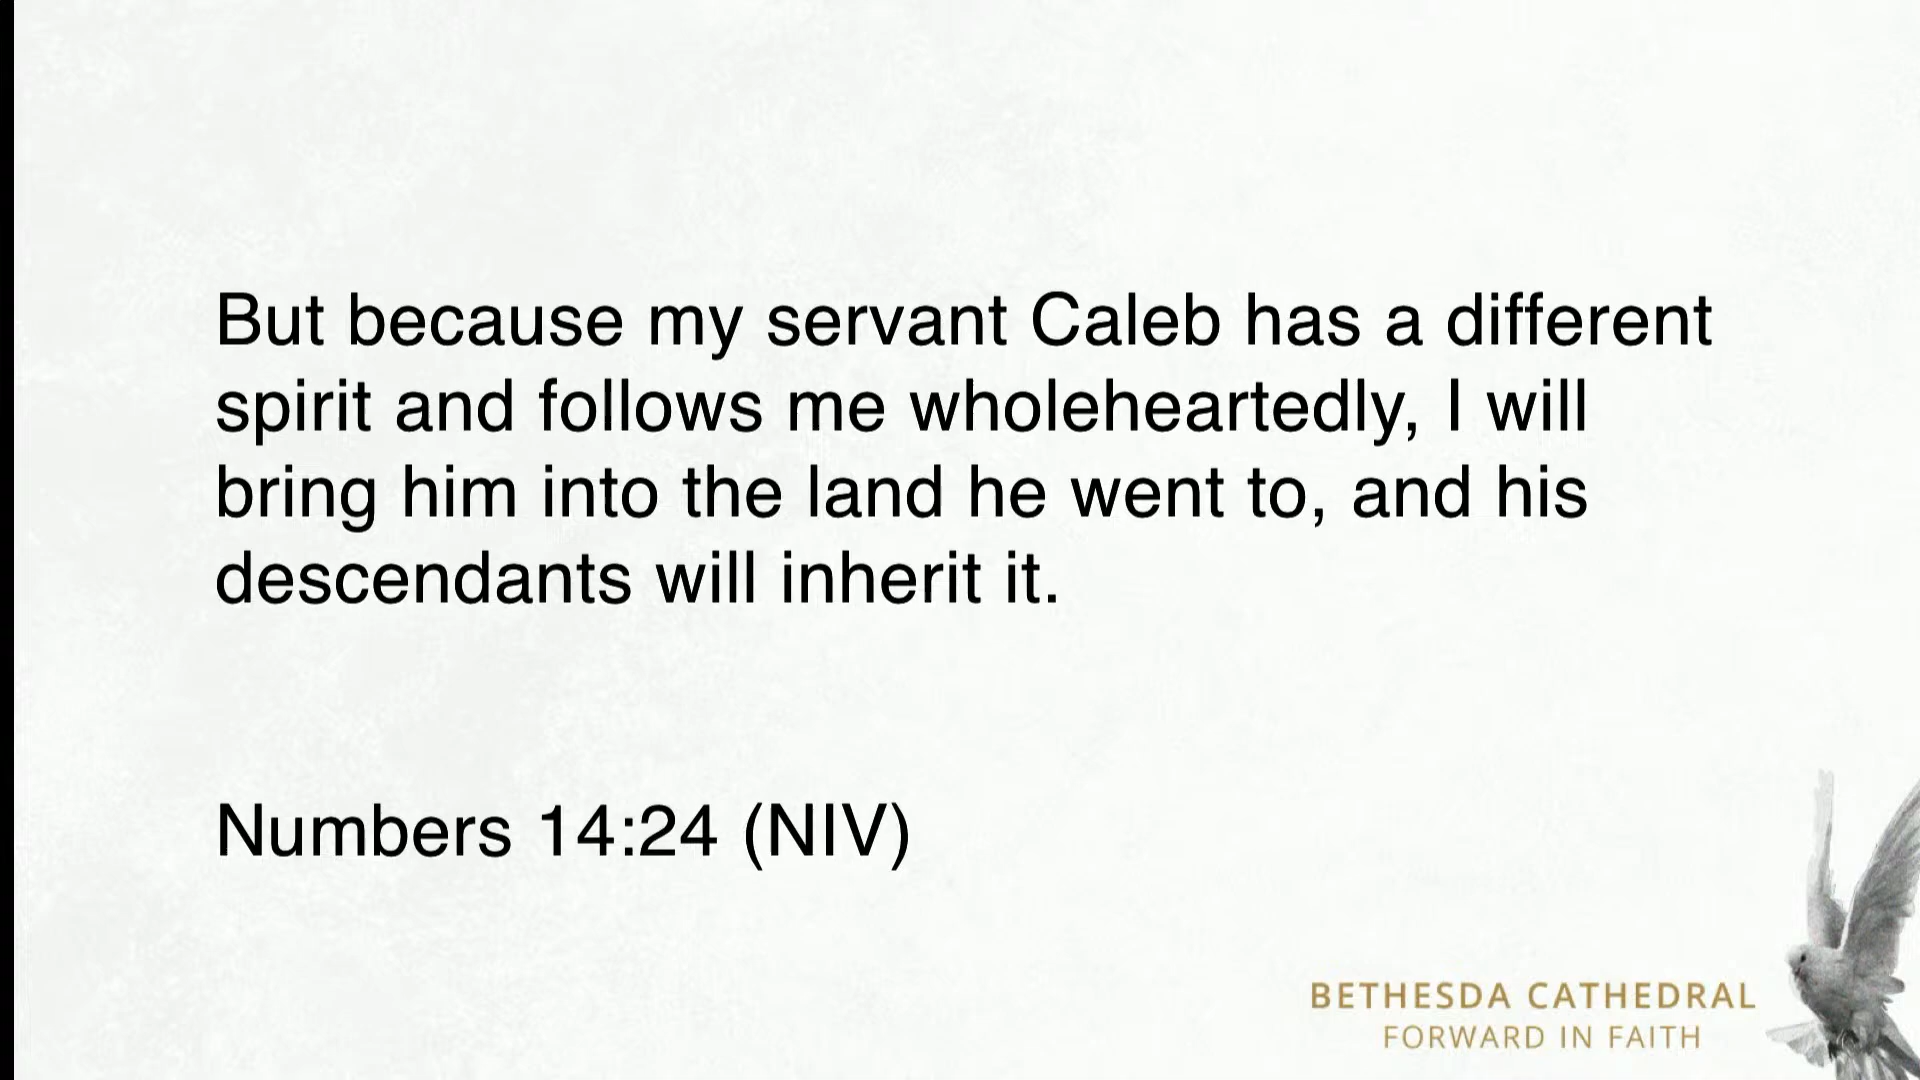 But because my servant Caleb has a different
spirit and follows me wholeheartedly, I will
bring him into the land he went to, and his
descendants will inherit it.
Numbers 14:24 (NIV)
BETHESDA CATHEDRAL
FORWARD IN FAITH